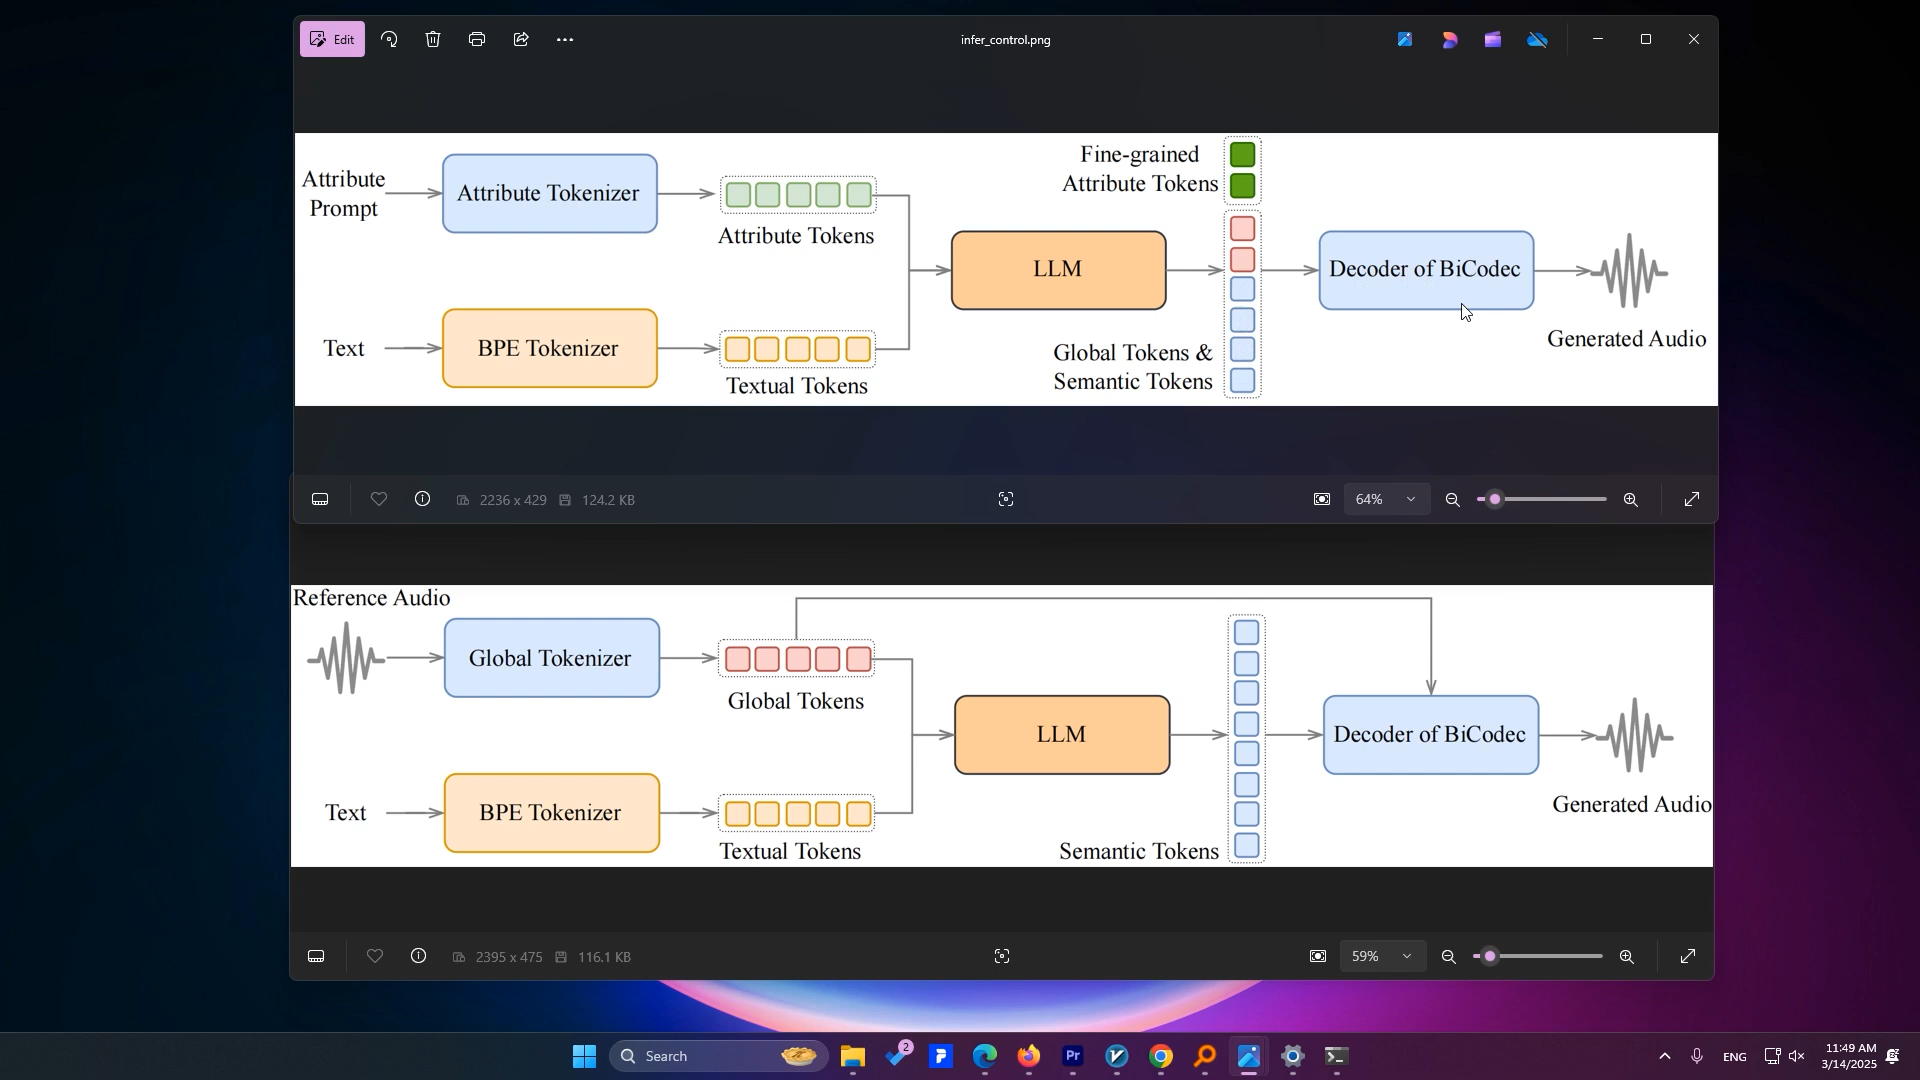 Edit
infer_control.png
Attribute
Prompt
Attribute Tokenizer
Attribute Tokens
Fine-grained
Attribute Tokens
LLM
Decoder of BiCodec
Generated Audio
Text
BPE Tokenizer
Textual Tokens
Global Tokens &
Semantic Tokens
2236 x 429
124.2 KB
64%
Reference Audio
Global Tokenizer
Global Tokens
LLM
Decoder of BiCodec
Generated Audio
Text
BPE Tokenizer
Textual Tokens
Semantic Tokens
2395 x 475
116.1 KB
59%
Search
2
Pr
ENG
11:49 AM
3/14/2025